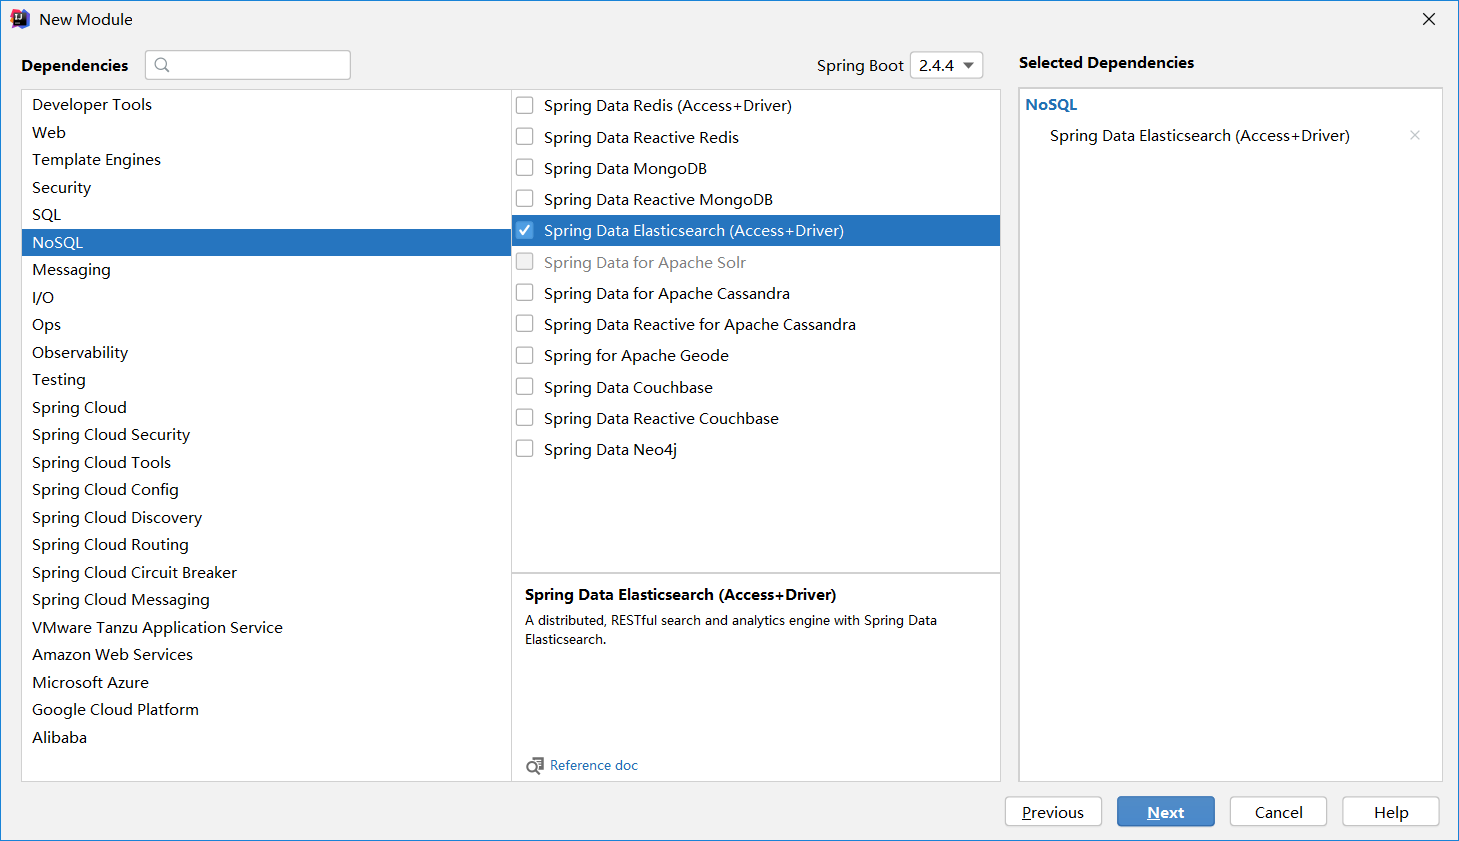 New Module
Dependencies
Spring Boot 2.4.4
Selected Dependencies
Developer Tools
Web
Template Engines
Security
SQL
NoSQL
Messaging
I/O
Ops
Observability
Testing
Spring Cloud
Spring Cloud Security
Spring Cloud Tools
Spring Cloud Config
Spring Cloud Discovery
Spring Cloud Routing
Spring Cloud Circuit Breaker
Spring Cloud Messaging
VMware Tanzu Application Service
Amazon Web Services
Microsoft Azure
Google Cloud Platform
Alibaba
Spring Data Redis (Access+Driver)
Spring Data Reactive Redis
Spring Data MongoDB
Spring Data Reactive MongoDB
Spring Data Elasticsearch (Access+Driver)
Spring Data for Apache Solr
Spring Data for Apache Cassandra
Spring Data Reactive for Apache Cassandra
Spring for Apache Geode
Spring Data Couchbase
Spring Data Reactive Couchbase
Spring Data Neo4j
Spring Data Elasticsearch (Access+Driver)
A distributed, RESTful search and analytics engine with Spring Data
Elasticsearch.
Reference doc
NoSQL
Spring Data Elasticsearch (Access+Driver)
Previous
Next
Cancel
Help